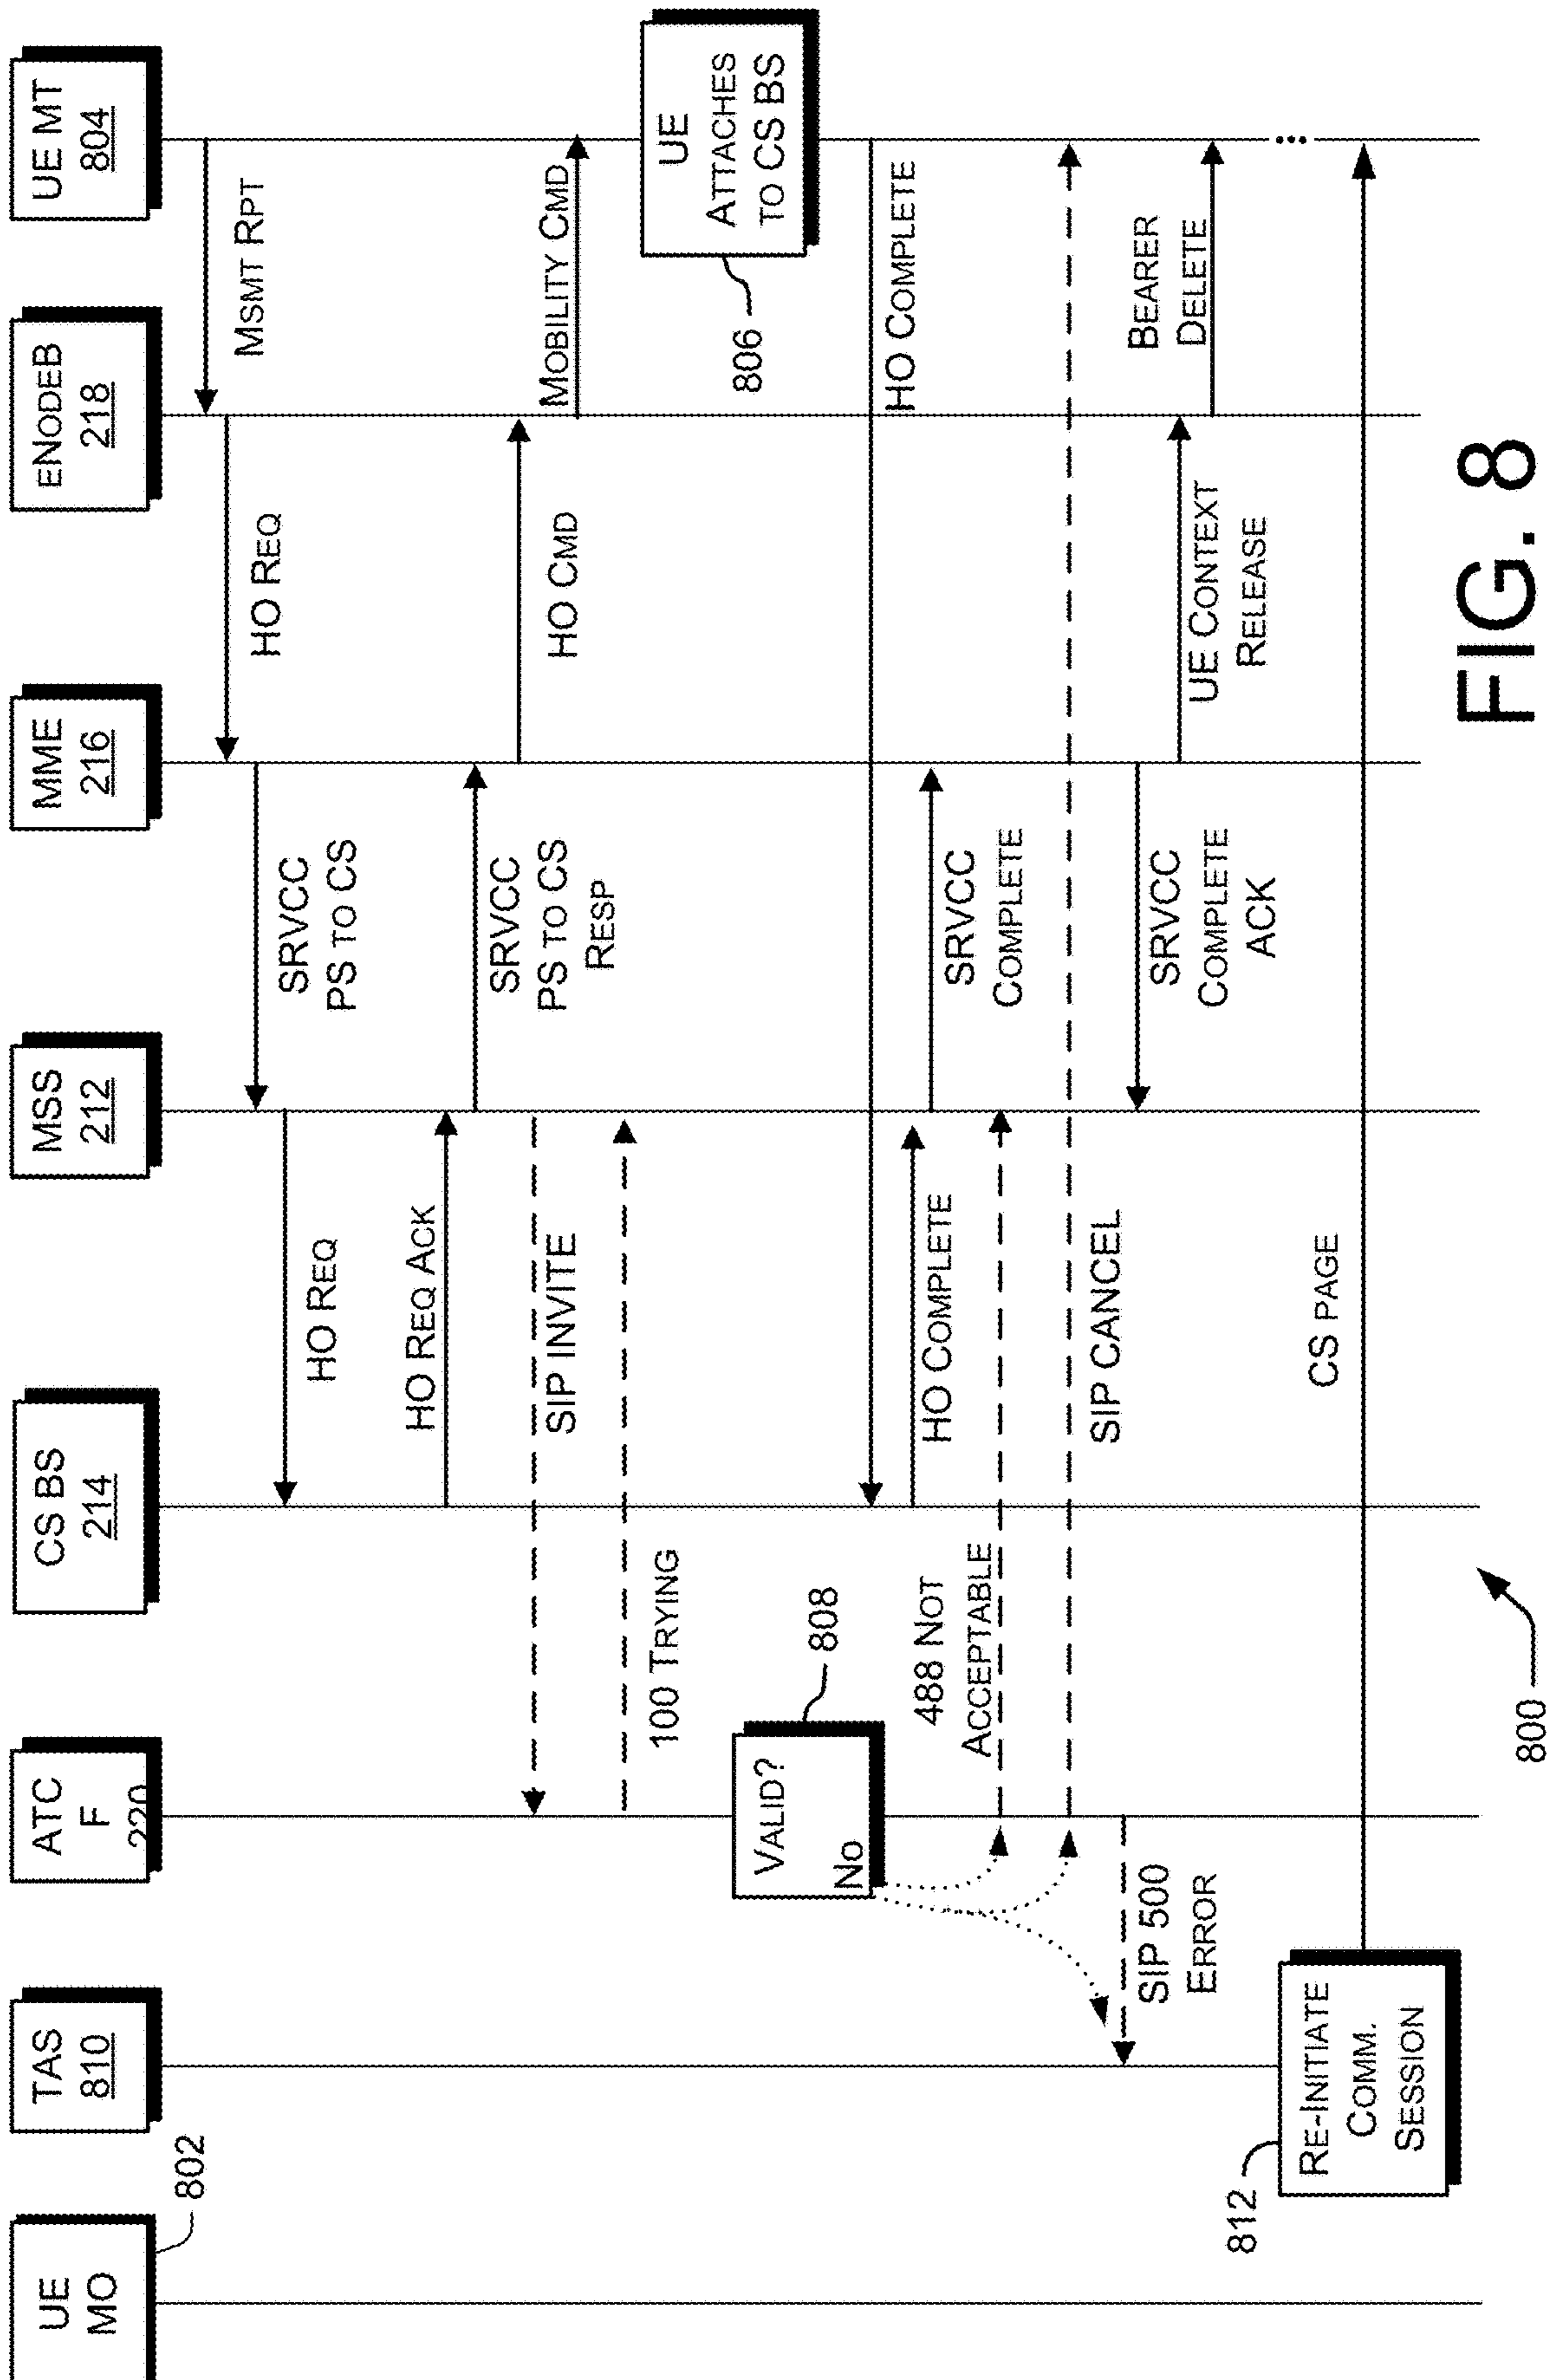 UE
MO
802
TAS
810
ATC
F
220
CS BS
214
MSS
212
MME
216
ENODEB
218
UE MT
804
MSMT RPT
HO REQ
SRVCC
PS TO CS
HO REQ
HO REQ ACK
SRVCC
PS TO CS
RESP
HO CMD
SIP INVITE
MOBILITY CMD
100 TRYING
UE
ATTACHES
TO CS BS
806
VALID?
NO
808
HO COMPLETE
HO COMPLETE
SRVCC
COMPLETE
488 NOT
ACCEPTABLE
SIP CANCEL
SIP 500
ERROR
SRVCC
COMPLETE
ACK
UE CONTEXT
RELEASE
BEARER
DELETE
...
RE-INITIATE
COMM.
SESSION
812
CS PAGE
800
FIG. 8